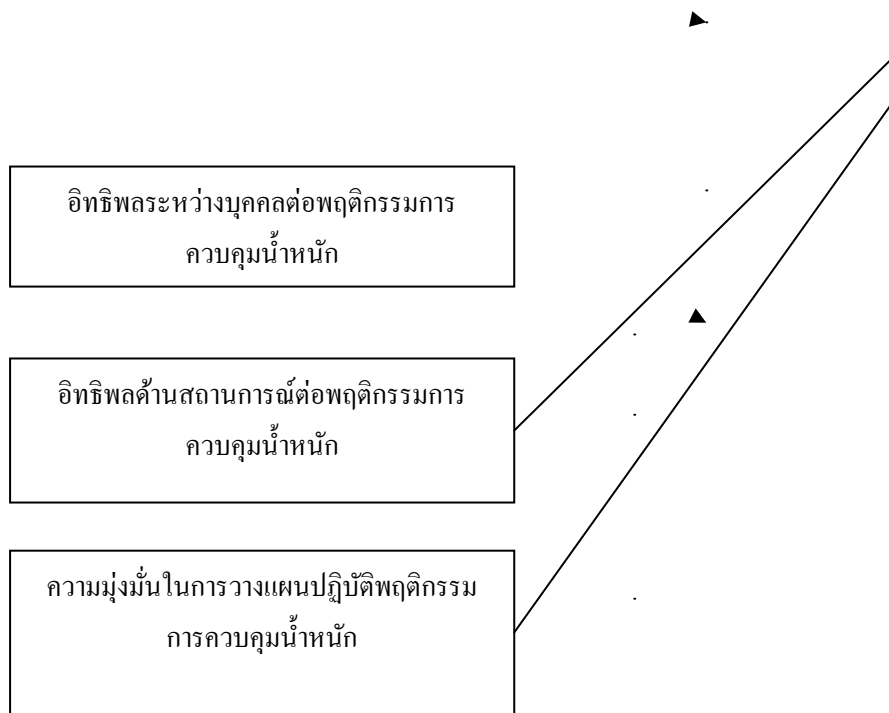 อิทธิพลระหว่างบุคคลต่อพฤติกรรมการ
ควบคุมน้ำหนัก
อิทธิพลด้านสถานการณ์ต่อพฤติกรรมการ
ควบคุมน้ำหนัก
ความมุ่งมั่นในการวางแผนปฏิบัติพฤติกรรม
การควบคุมน้ำหนัก